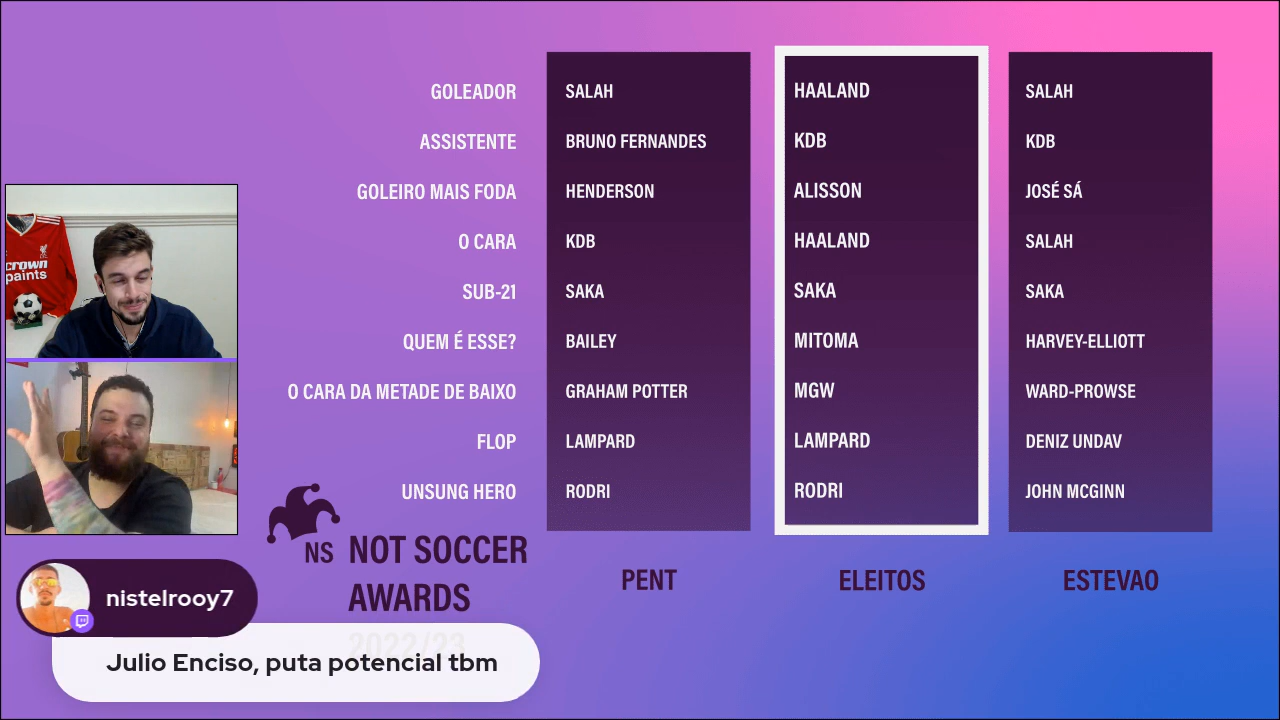 GOLEADOR SALAH HAALAND SALAH
ASSISTENTE BRUNO FERNANDES KDB KDB
GOLEIRO MAIS FODA HENDERSON ALISSON JOSÉ SÁ
O CARA KDB HAALAND SALAH
SUB-21 SAKA SAKA SAKA
QUEM É ESSE? BAILEY MITOMA HARVEY-ELLIOTT
O CARA DA METADE DE BAIXO GRAHAM POTTER MGW WARD-PROWSE
FLOP LAMPARD LAMPARD DENIZ UNDAV
UNSUNG HERO RODRI RODRI JOHN MCGINN
PENT ELEITOS ESTEVAO
crown
paints
NS NOT SOCCER
AWARDS
2022/23
nistelrooy7
Julio Enciso, puta potencial tbm